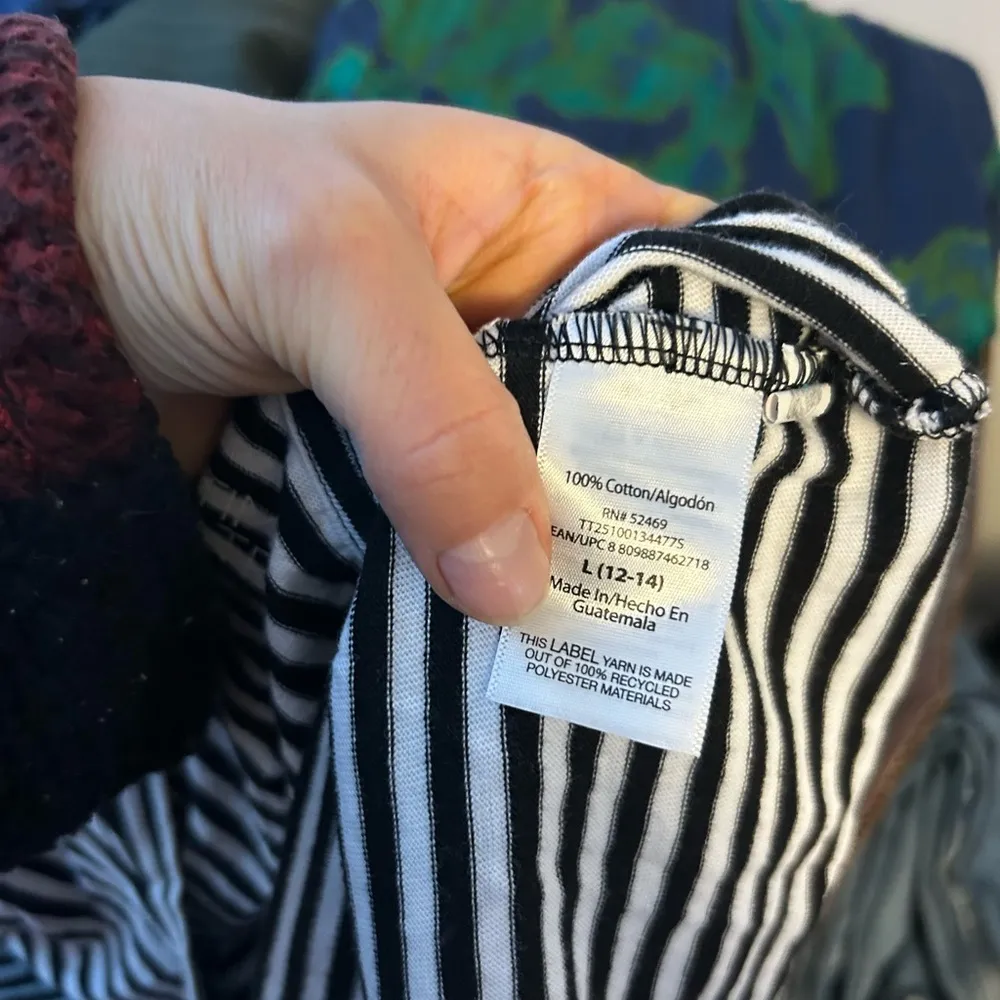 100% Cotton/Algodón
RN# 52469
TT251001344775
EAN/UPC 8 809887462718
L (12-14)
Made In/Hecho En
Guatemala
THIS LABEL YARN IS MADE
OUT OF 100% RECYCLED
POLYESTER MATERIALS